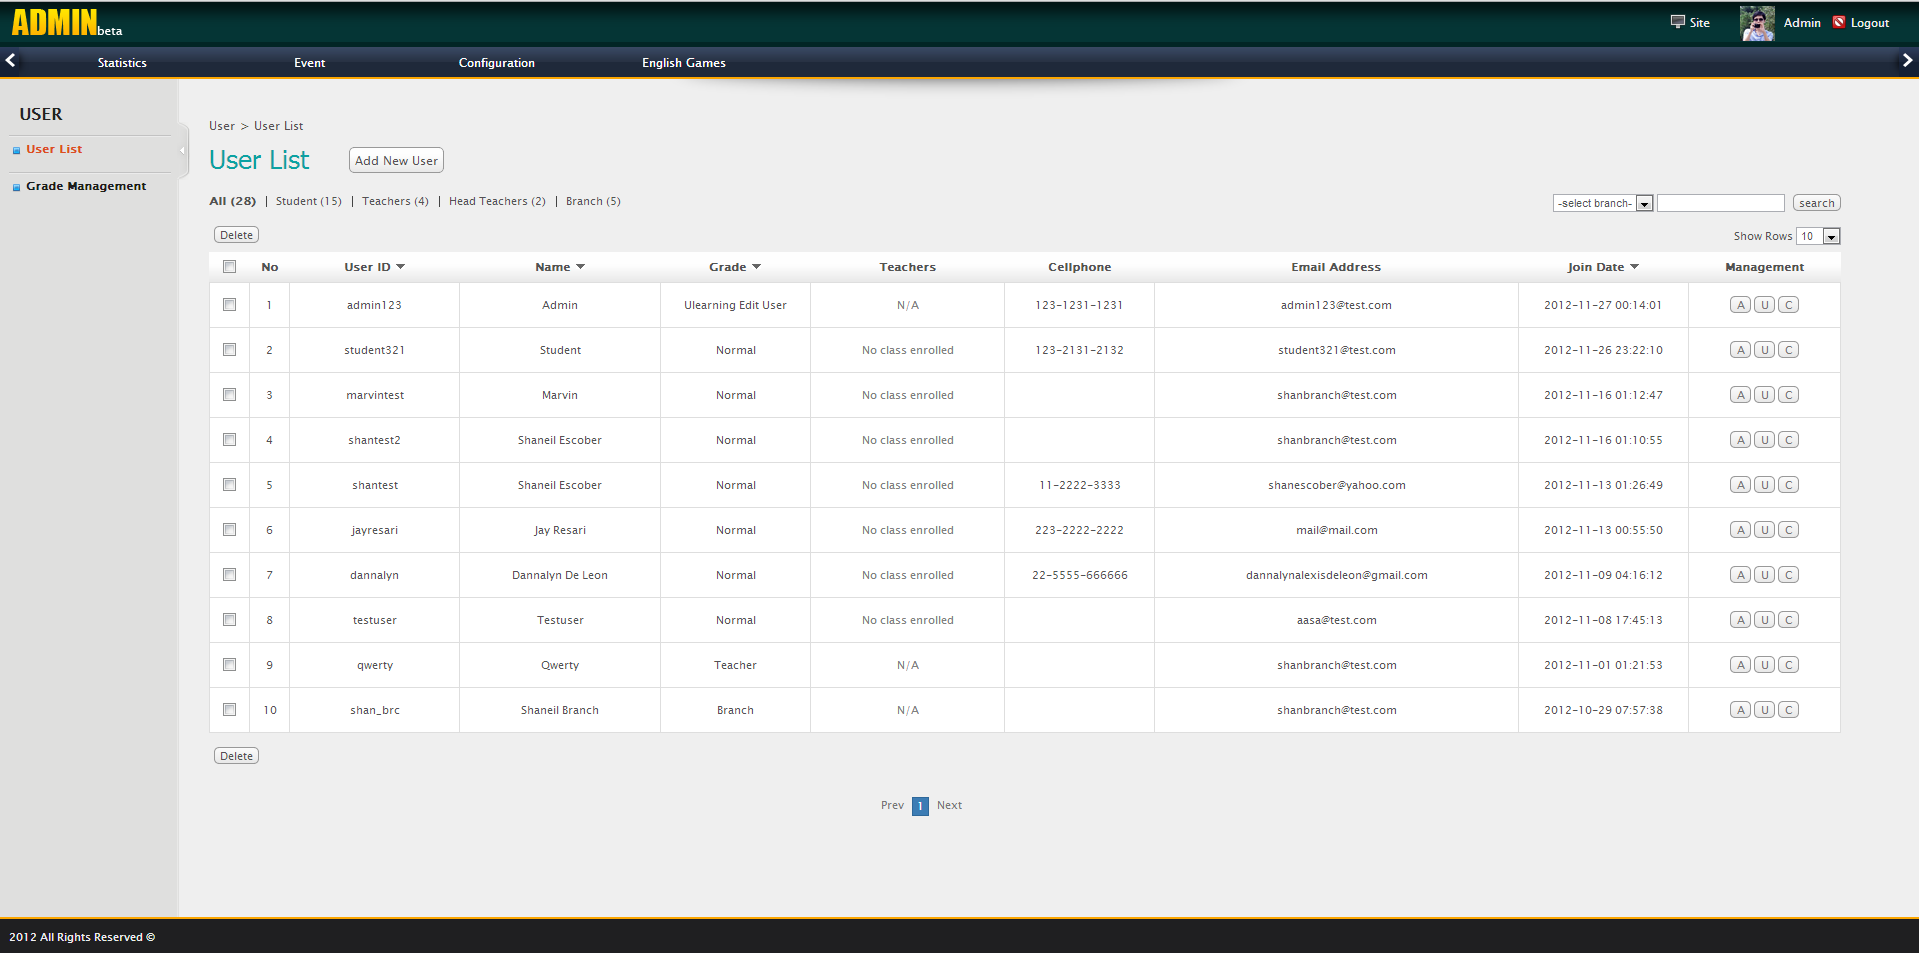 ADMINbeta
Site Admin Logout
Statistics Event Configuration English Games
USER
User List
Grade Management
User > User List
User List Add New User
All (28) | Student (15) | Teachers (4) | Head Teachers (2) | Branch (5)
-select branch- search
Delete
Show Rows 10
No User ID Name Grade Teachers Cellphone Email Address Join Date Management
1 admin123 Admin Ulearning Edit User N/A 123-1231-1231 admin123@test.com 2012-11-27 00:14:01 A U C
2 student321 Student Normal No class enrolled 123-2131-2132 student321@test.com 2012-11-26 23:22:10 A U C
3 marvintest Marvin Normal No class enrolled shanbranch@test.com 2012-11-16 01:12:47 A U C
4 shantest2 Shaneil Escober Normal No class enrolled shanbranch@test.com 2012-11-16 01:10:55 A U C
5 shantest Shaneil Escober Normal No class enrolled 11-2222-3333 shanescober@yahoo.com 2012-11-13 01:26:49 A U C
6 jayresari Jay Resari Normal No class enrolled 223-2222-2222 mail@mail.com 2012-11-13 00:55:50 A U C
7 dannalyn Dannalyn De Leon Normal No class enrolled 22-5555-666666 dannalynalexisdeleon@gmail.com 2012-11-09 04:16:12 A U C
8 testuser Testuser Normal No class enrolled aasa@test.com 2012-11-08 17:45:13 A U C
9 qwerty Qwerty Teacher N/A shanbranch@test.com 2012-11-01 01:21:53 A U C
10 shan_brc Shaneil Branch Branch N/A shanbranch@test.com 2012-10-29 07:57:38 A U C
Delete
Prev 1 Next
2012 All Rights Reserved ©